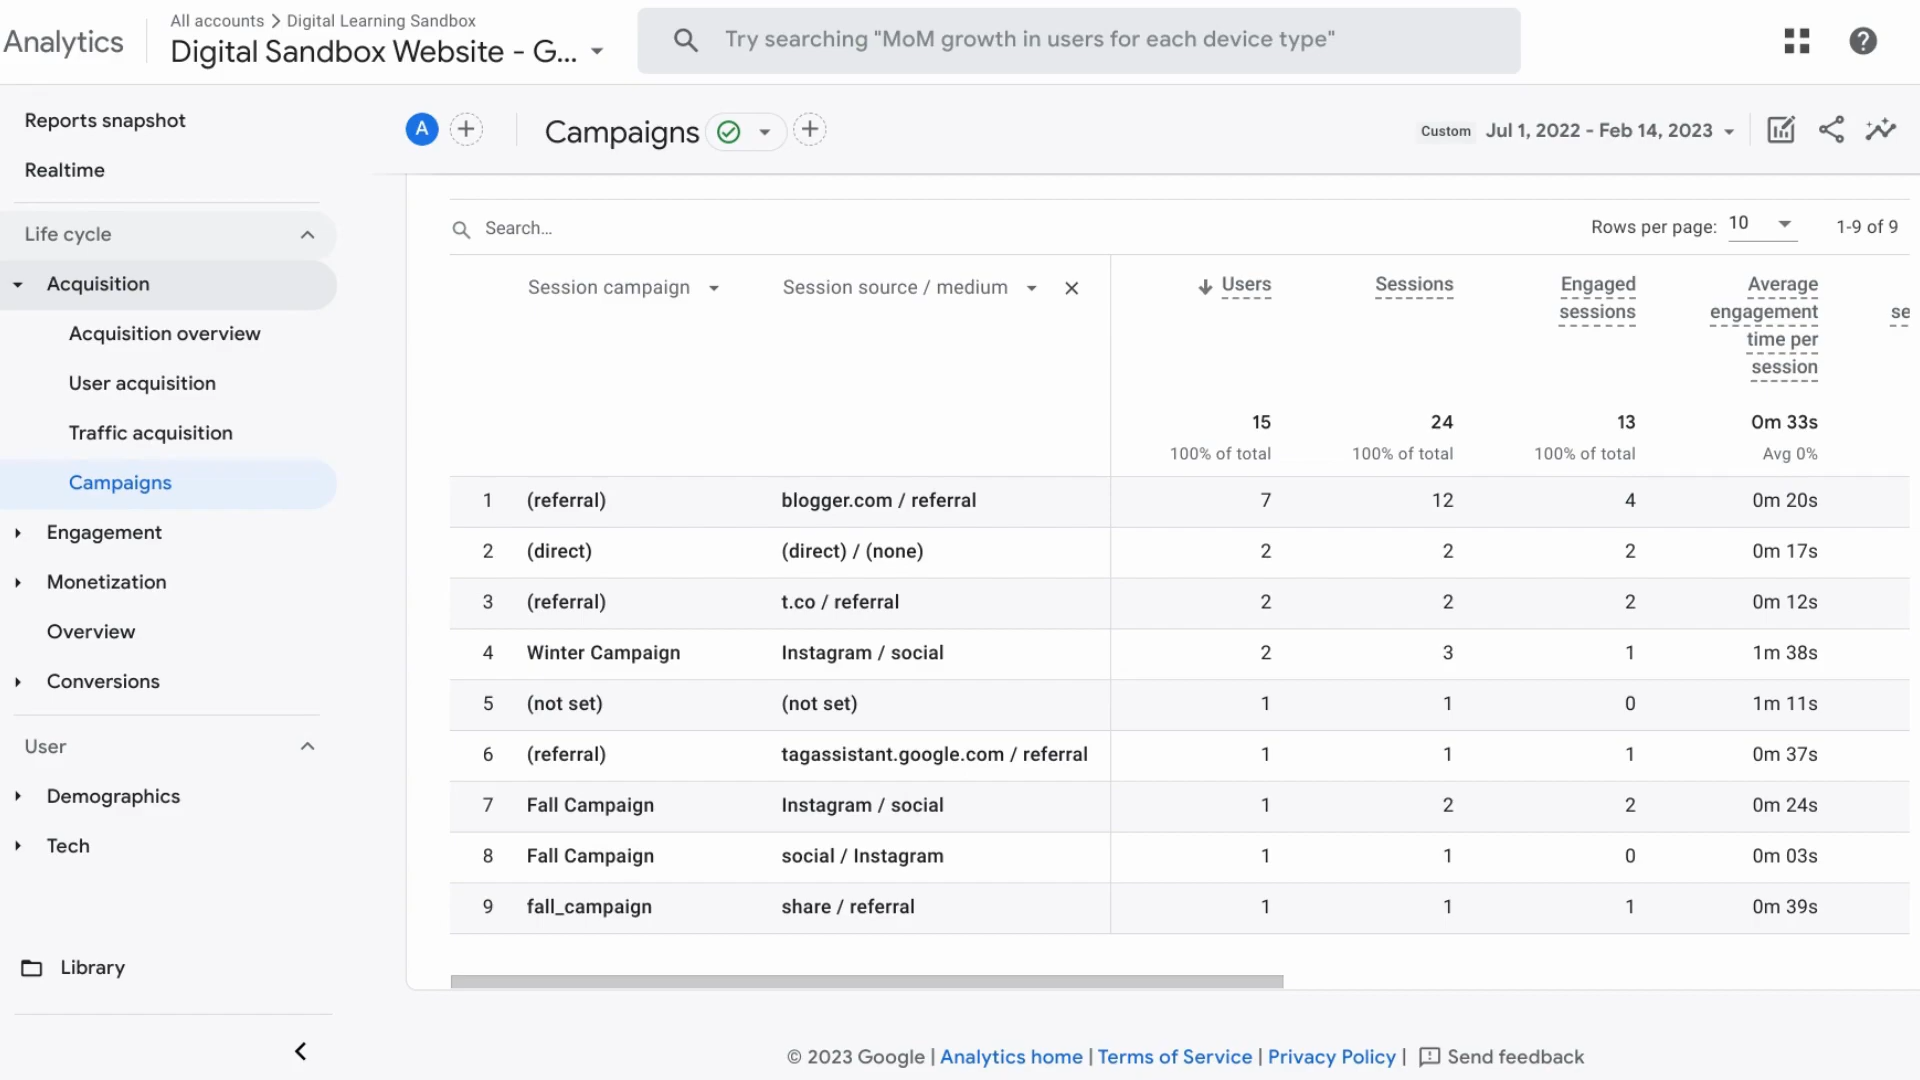 Analytics
All accounts > Digital Learning Sandbox
Digital Sandbox Website - G...
Try searching "MoM growth in users for each device type"
Reports snapshot
Realtime
Life cycle
Acquisition
Acquisition overview
User acquisition
Traffic acquisition
Campaigns
Engagement
Monetization
Overview
Conversions
User
Demographics
Tech
Library
A
Campaigns
Custom Jul 1, 2022 - Feb 14, 2023
Search...
Rows per page: 10 1-9 of 9
Session campaign Session source / medium Users Sessions Engaged sessions Average engagement time per session se
15 24 13 0m 33s
100% of total 100% of total 100% of total Avg 0%
1 (referral) blogger.com / referral 7 12 4 0m 20s
2 (direct) (direct) / (none) 2 2 2 0m 17s
3 (referral) t.co / referral 2 2 2 0m 12s
4 Winter Campaign Instagram / social 2 3 1 1m 38s
5 (not set) (not set) 1 1 0 1m 11s
6 (referral) tagassistant.google.com / referral 1 1 1 0m 37s
7 Fall Campaign Instagram / social 1 2 2 0m 24s
8 Fall Campaign social / Instagram 1 1 0 0m 03s
9 fall_campaign share / referral 1 1 1 0m 39s
© 2023 Google | Analytics home | Terms of Service | Privacy Policy | Send feedback